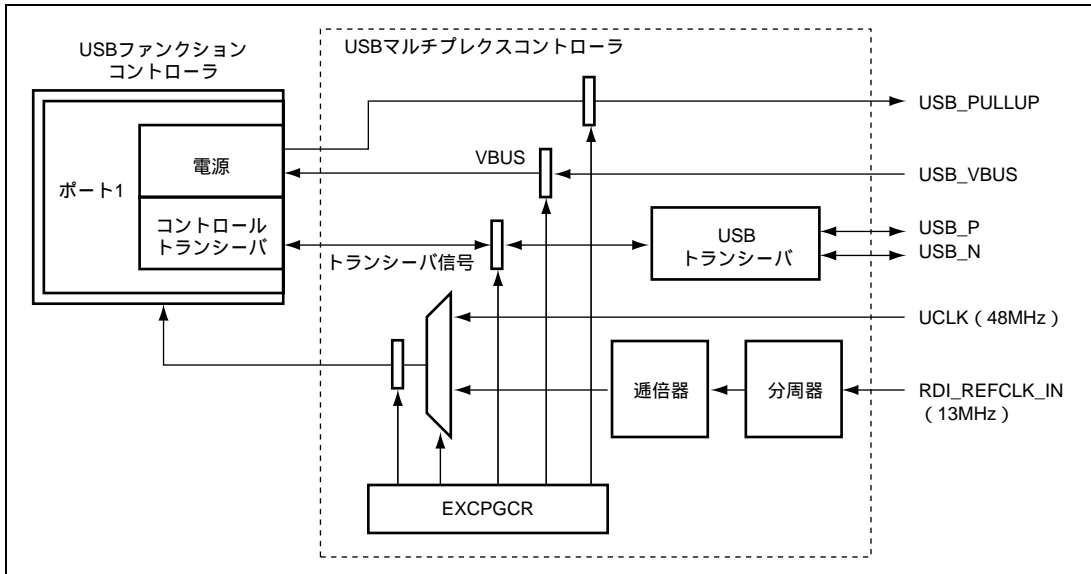 USBファンクション
コントローラ
USBマルチプレクスコントローラ
ポート1
電源
コントロール
トランシーバ
VBUS
トランシーバ信号
USB
トランシーバ
逓倍器
分周器
EXCPGCR
USB_PULLUP
USB_VBUS
USB_P
USB_N
UCLK(48MHz)
RDI_REFCLK_IN
(13MHz)